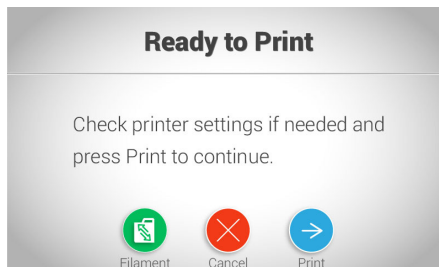 Ready to Print
Check printer settings if needed and
press Print to continue.
Filament Cancel Print